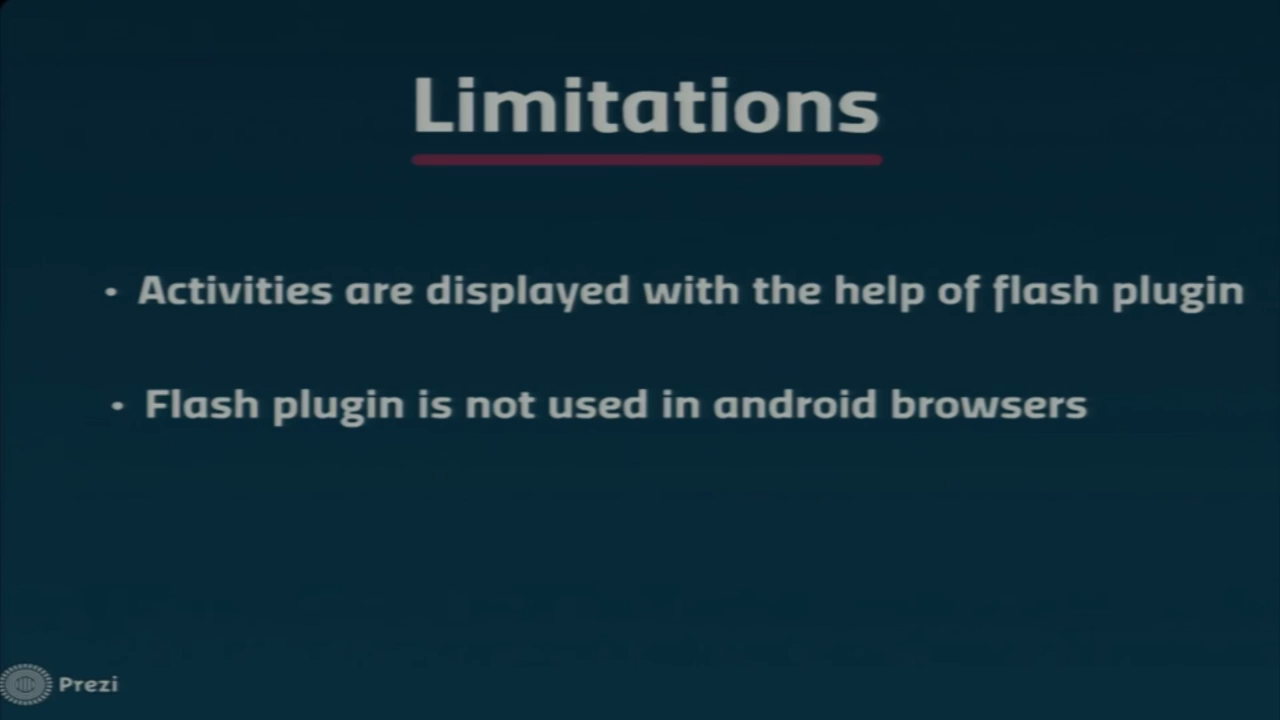 Limitations
• Activities are displayed with the help of flash plugin
• Flash plugin is not used in android browsers
Prezi